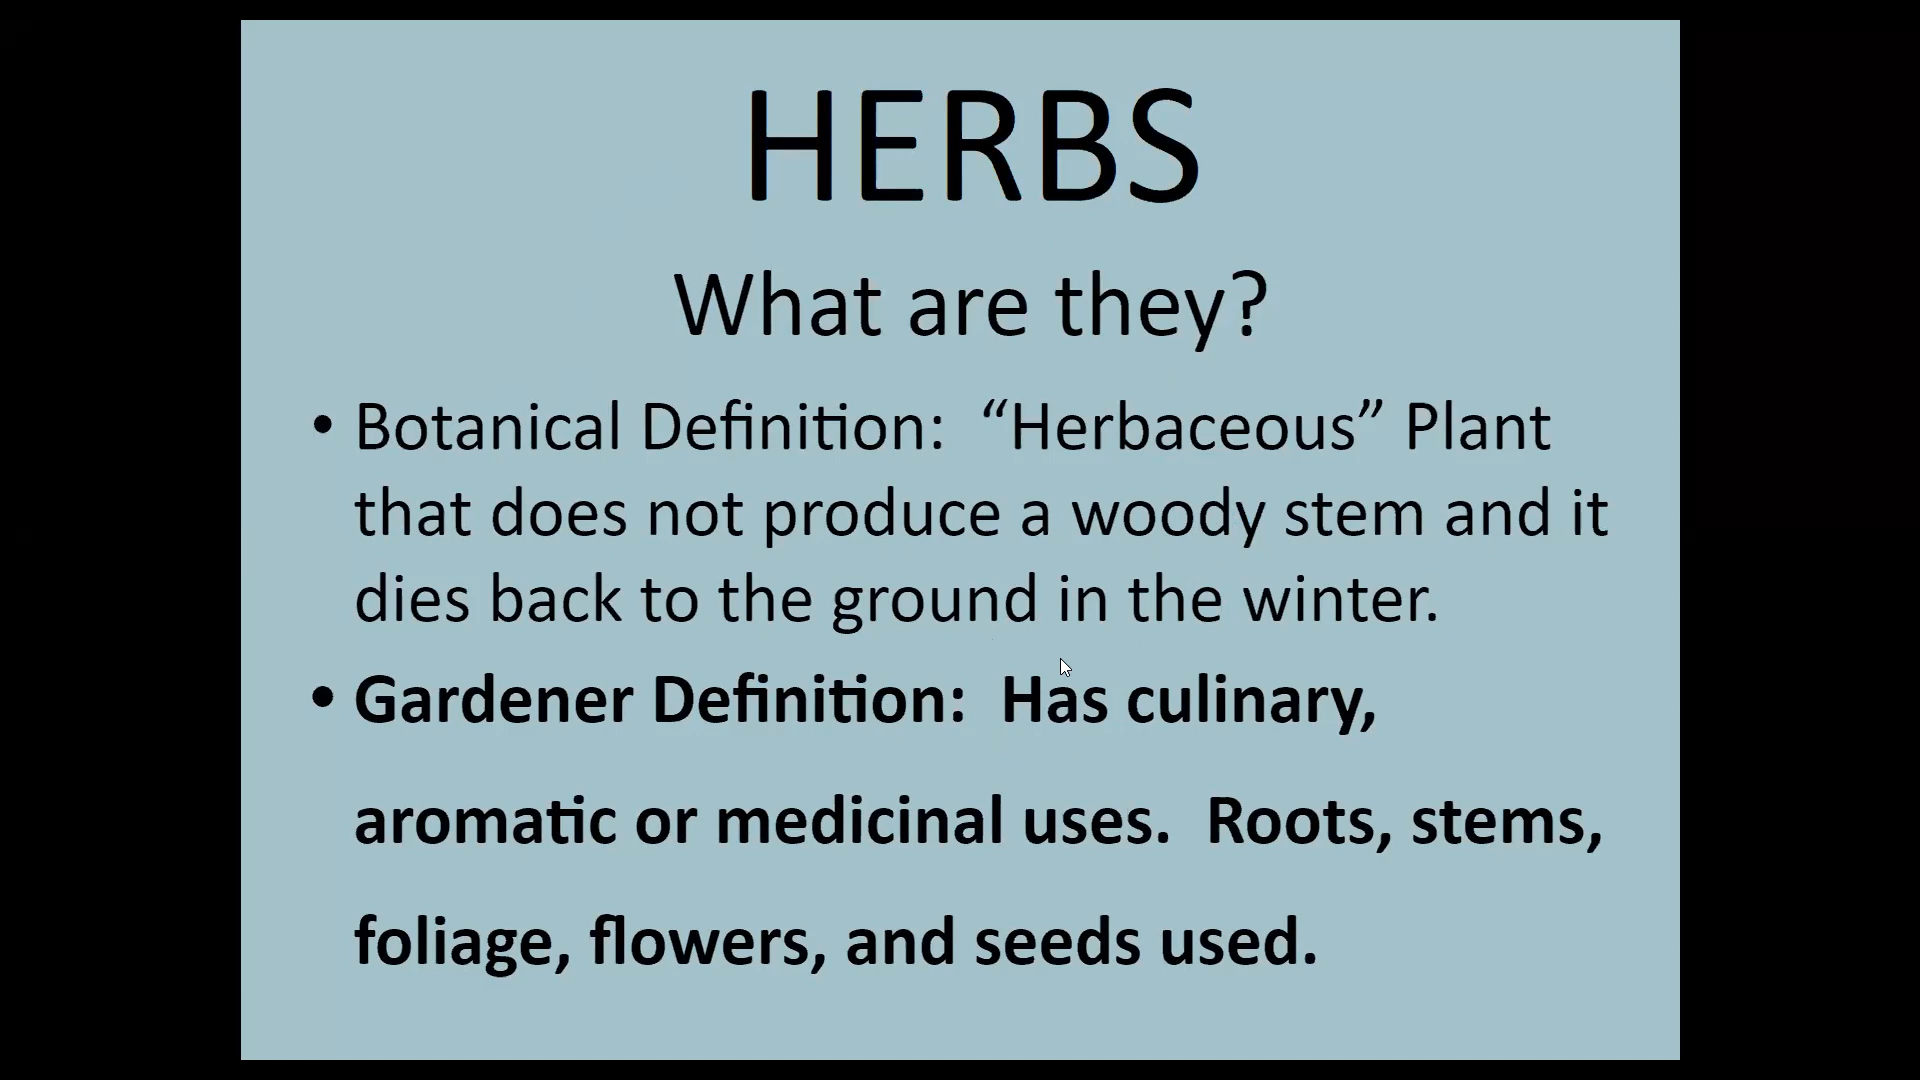 HERBS
What are they?
• Botanical Definition:  “Herbaceous” Plant
that does not produce a woody stem and it
dies back to the ground in the winter.
• Gardener Definition:  Has culinary,
aromatic or medicinal uses.  Roots, stems,
foliage, flowers, and seeds used.